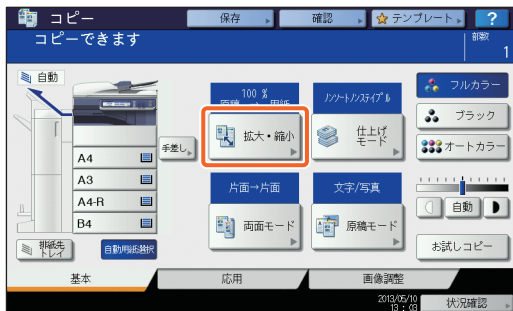 コピー
保存
確認
テンプレート
?
コピーできます
部数
1
自動
100 %
原稿 → 用紙
ﾉﾝｿｰﾄ/ﾉﾝｽﾃｲﾌﾟﾙ
フルカラー
拡大・縮小
仕上げ
モード
ブラック
手差し
オートカラー
A4
A3
A4-R
B4
片面→片面
文字/写真
両面モード
原稿モード
自動
排紙先
トレイ
自動用紙選択
お試しコピー
基本
応用
画像調整
2013/05/10
13 : 03
状況確認